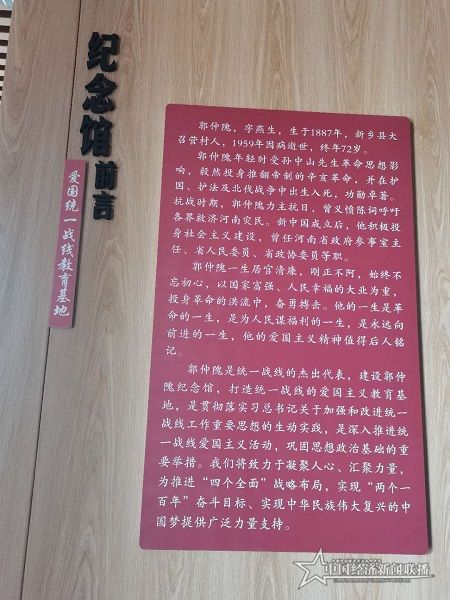 纪念馆前言
爱国统一战线教育基地
郭仲隗，字燕生，生于1887年，新乡县大
召营村人，1959年因病逝世，终年72岁。
郭仲隗年轻时受孙中山先生革命思想影
响，毅然投身推翻帝制的辛亥革命，并在护
国、护法及北伐战争中出生入死，功勋卓著。
抗战时期，郭仲隗力主抗日，曾义愤陈词呼吁
各界救济河南灾民。新中国成立后，他积极投
身社会主义建设，曾任河南省政府参事室主
任、省人民委员、省政协委员等职。
郭仲隗一生居官清廉，刚正不阿，始终不
忘初心，以国家富强、人民幸福的大业为重，
投身革命的洪流中，奋勇搏击。他的一生是革
命的一生，是为人民谋福利的一生，是永远向
前进的一生，他的爱国主义精神值得后人铭
记。
郭仲隗是统一战线的杰出代表，建设郭仲
隗纪念馆，打造统一战线的爱国主义教育基
地，是贯彻落实习总书记关于加强和改进统一
战线工作重要思想的生动实践，是深入推进统
一战线爱国主义活动，巩固思想政治基础的重
要举措。我们将致力于凝聚人心、汇聚力量，
为推进“四个全面”战略布局，实现“两个一
百年”奋斗目标、实现中华民族伟大复兴的中
国梦提供广泛力量支持。
中国经济新闻联播